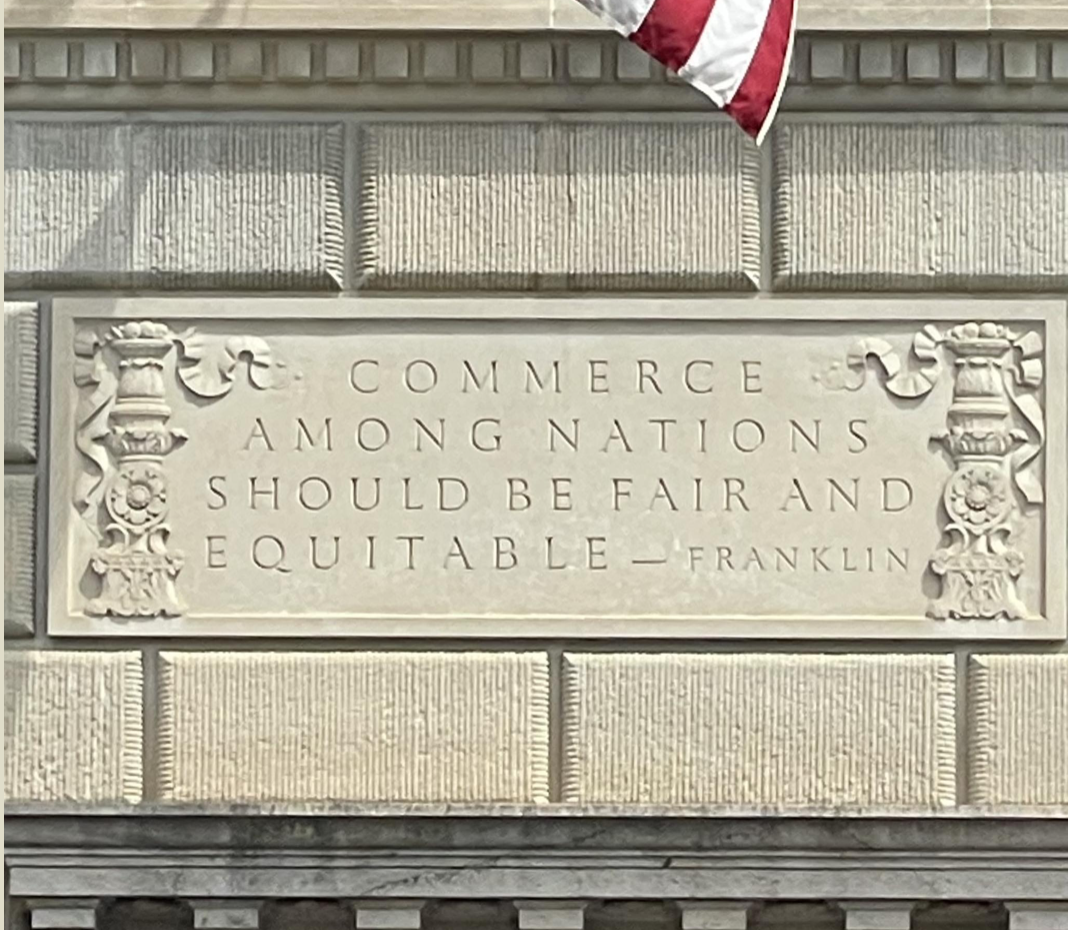 COMMERCE
AMONG NATIONS
SHOULD BE FAIR AND
EQUITABLE — FRANKLIN